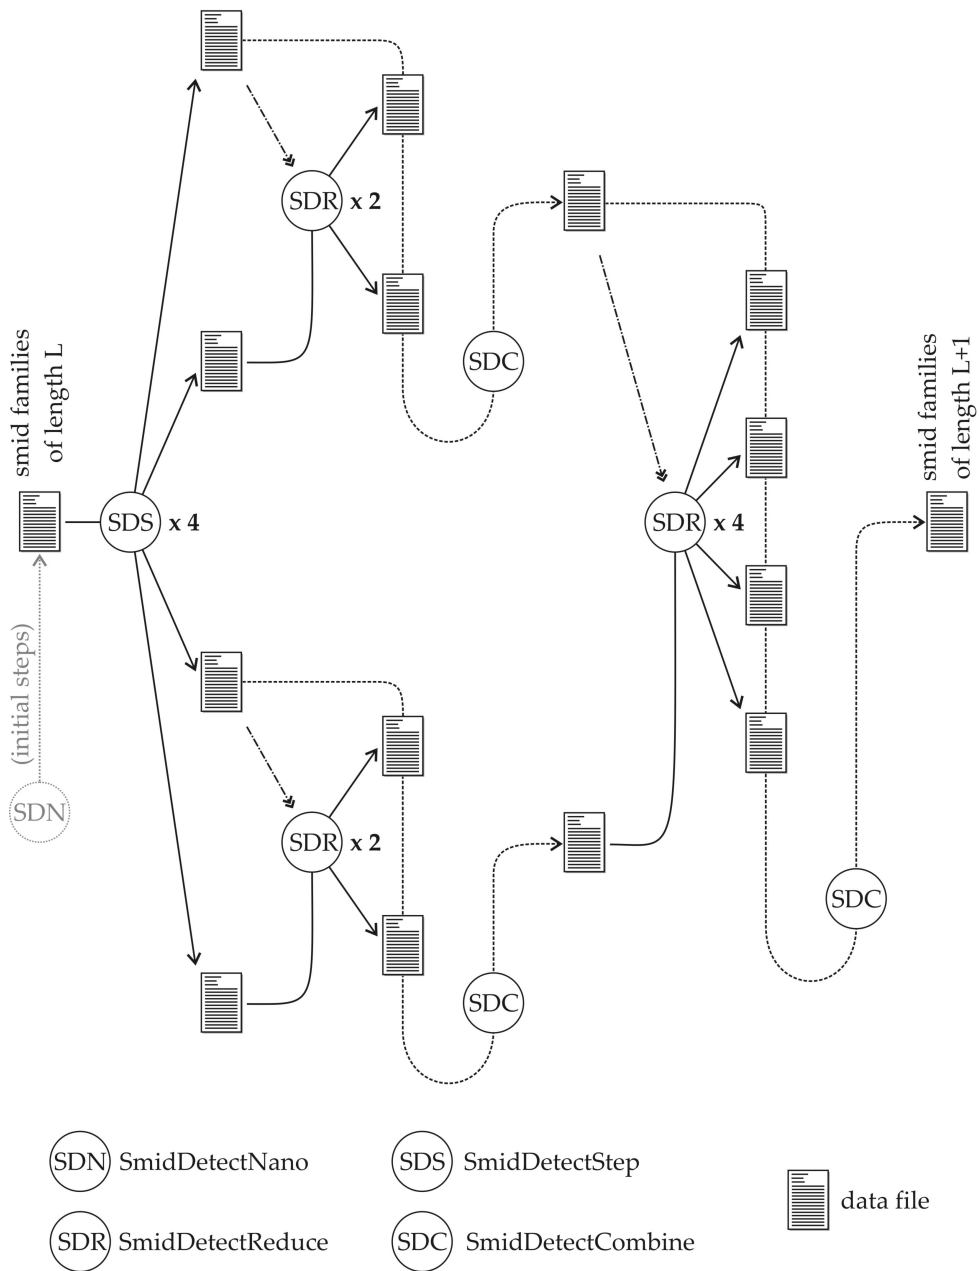 SDR x 2
SDC
smid families
of length L
smid families
of length L+1
SDS x 4
SDR x 4
(initial steps)
SDN
SDR x 2
SDC
SDC
SDN SmidDetectNano
SDS SmidDetectStep
data file
SDR SmidDetectReduce
SDC SmidDetectCombine